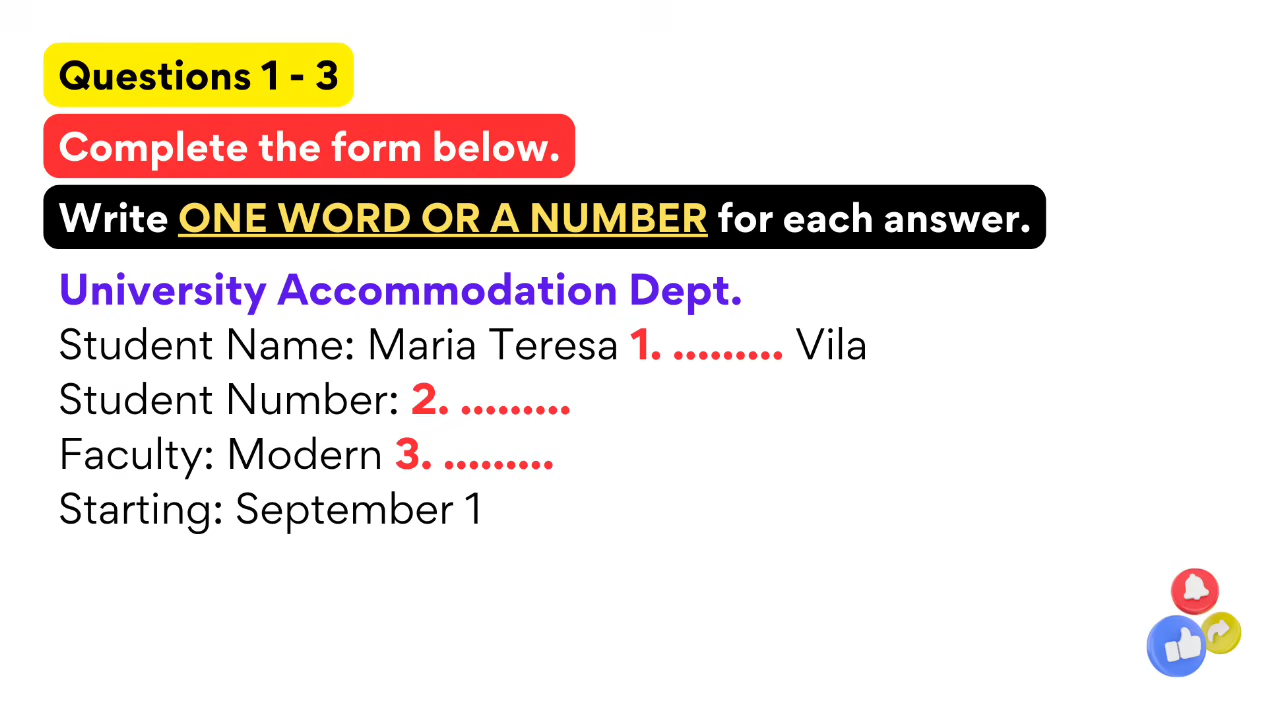 Questions 1 - 3
Complete the form below.
Write ONE WORD OR A NUMBER for each answer.
University Accommodation Dept.
Student Name: Maria Teresa 1. ......... Vila
Student Number: 2. .........
Faculty: Modern 3. .........
Starting: September 1